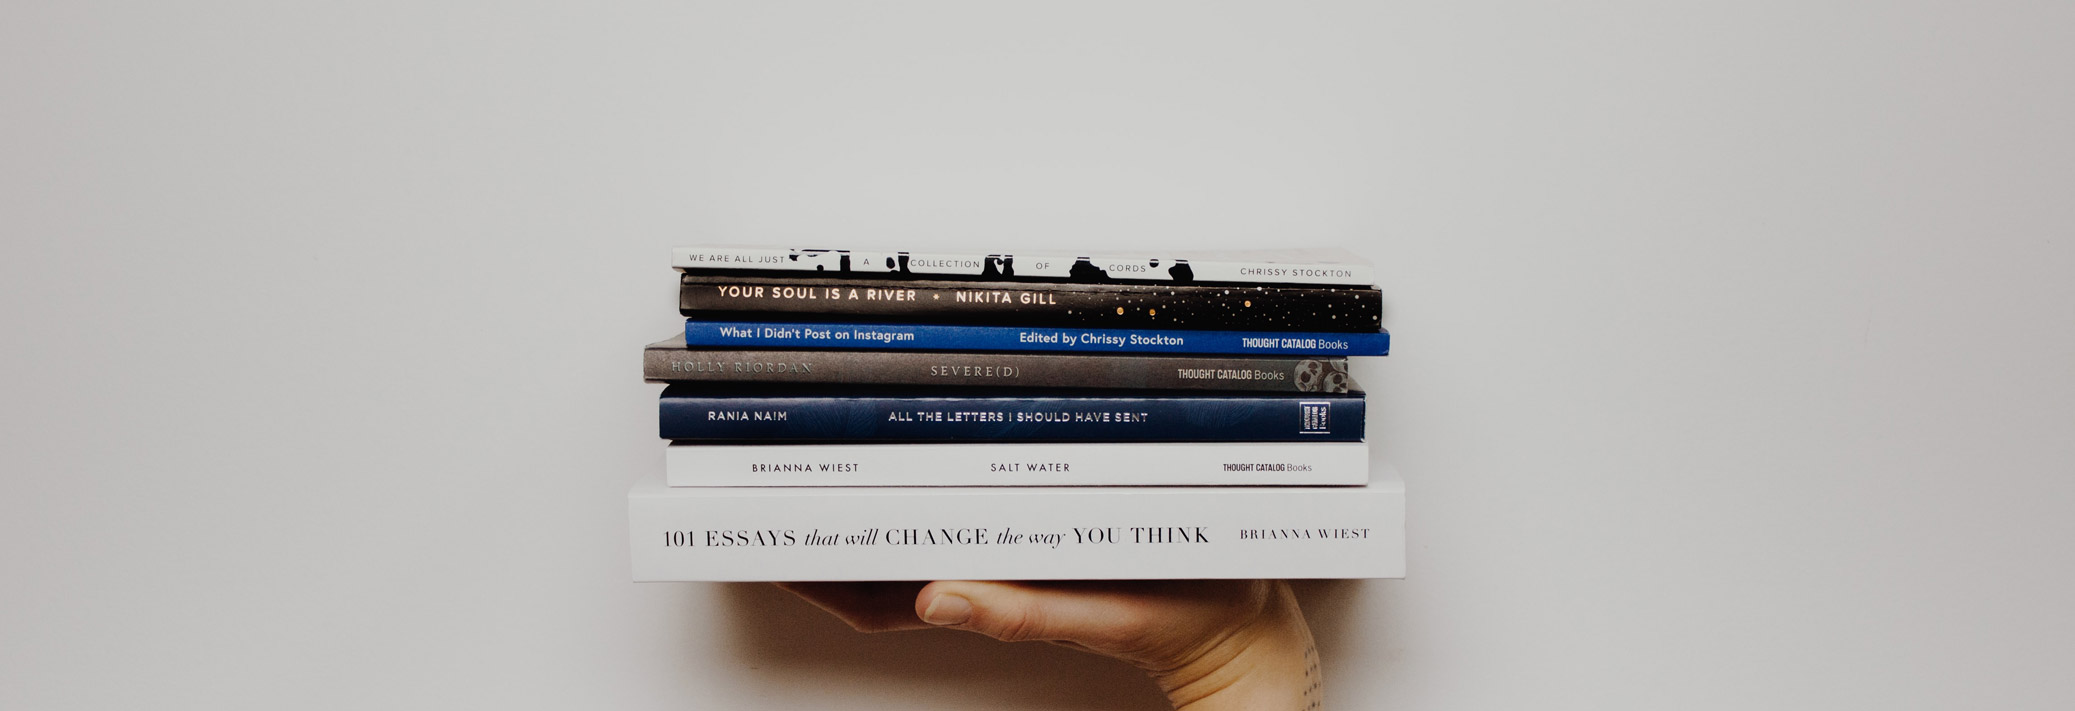 WE ARE ALL JUST A COLLECTION OF CORDS CHRISSY STOCKTON
YOUR SOUL IS A RIVER * NIKITA GILL
What I Didn't Post on Instagram Edited by Chrissy Stockton THOUGHT CATALOG Books
HOLLY RIORDAN SEVERE(D) THOUGHT CATALOG Books
RANIA NAIM ALL THE LETTERS I SHOULD HAVE SENT THOUGHT CATALOG Books
BRIANNA WIEST SALT WATER THOUGHT CATALOG Books
101 ESSAYS that will CHANGE the way YOU THINK BRIANNA WIEST